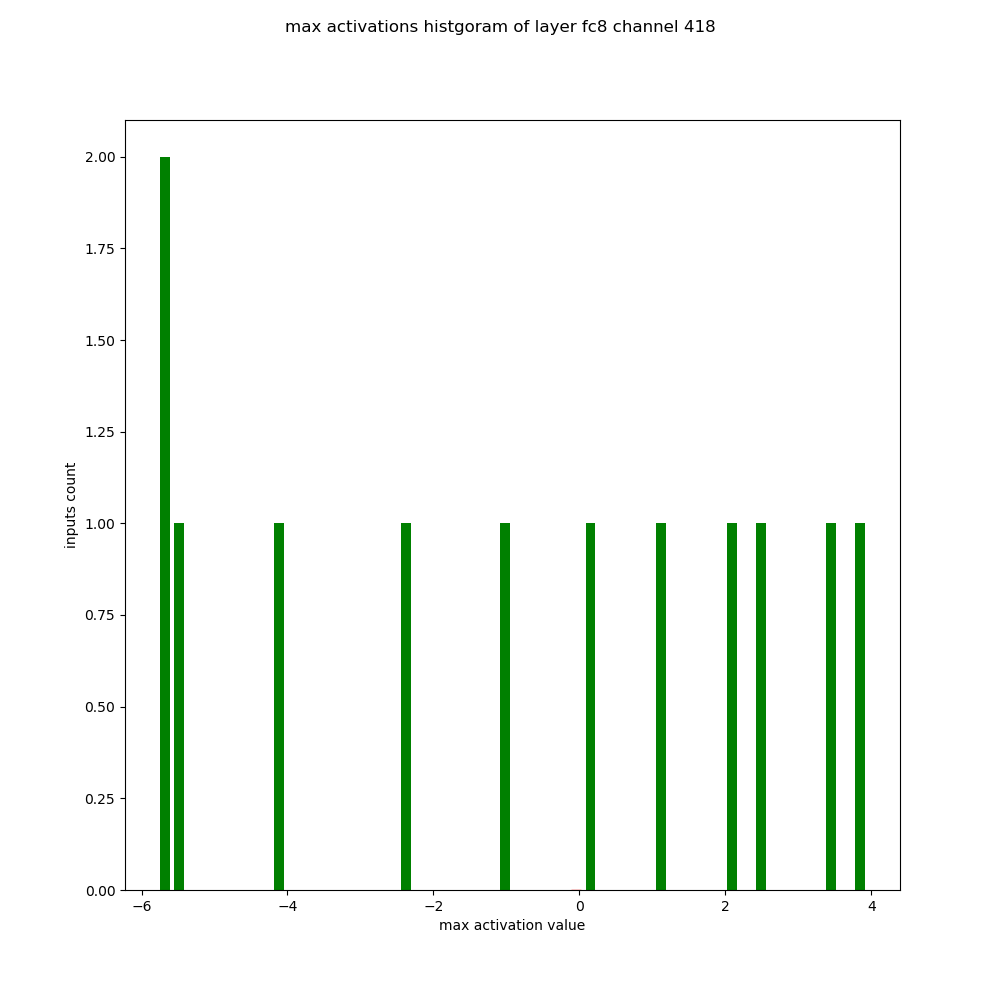 max activations histgoram of layer fc8 channel 418
2.00
1.75
1.50
1.25
1.00
0.75
0.50
0.25
0.00
inputs count
−6 −4 −2 0 2 4
max activation value